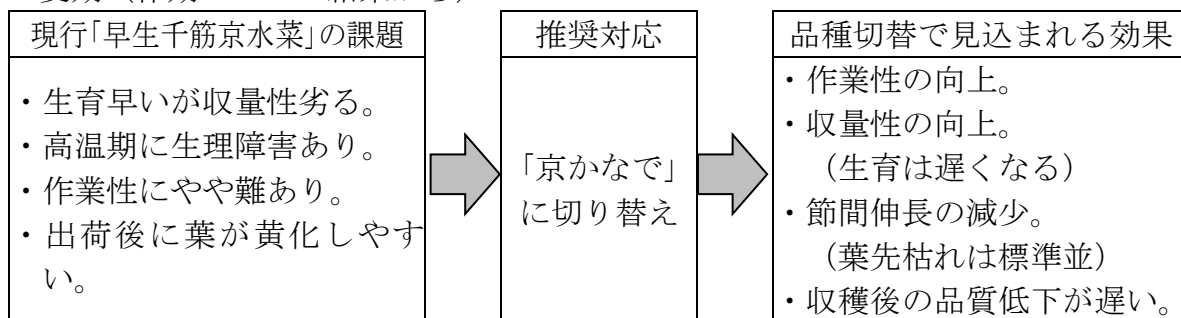 現行「早生千筋京水菜」の課題
・生育早いが収量性劣る。
・高温期に生理障害あり。
・作業性にやや難あり。
・出荷後に葉が黄化しやす
い。
推奨対応
「京かなで」
に切り替え
品種切替で見込まれる効果
・作業性の向上。
・収量性の向上。
（生育は遅くなる）
・節間伸長の減少。
（葉先枯れは標準並）
・収穫後の品質低下が遅い。